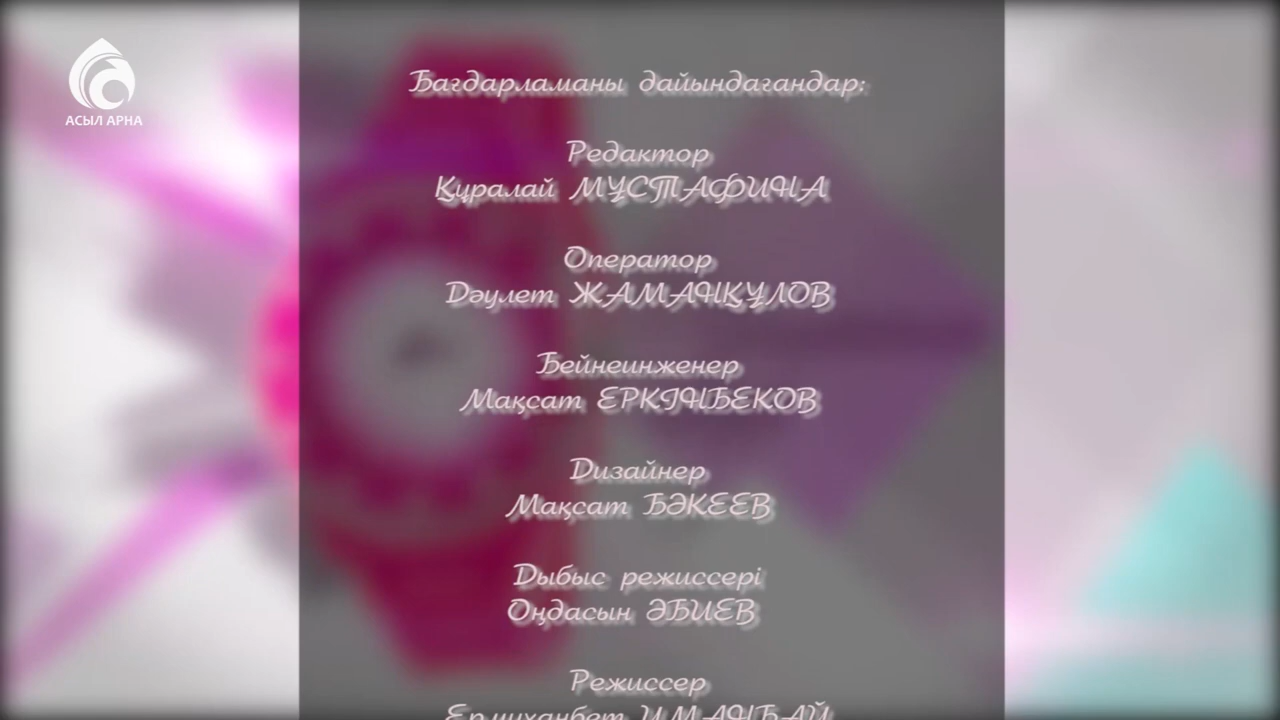 АСЫЛ АРНА
Бағдарламаны дайындағандар:
Редактор
Құралай МҰСТАФИНА
Оператор
Дәулет ЖАМАНҚҰЛОВ
Бейнеинженер
Мақсат ЕРКІНБЕКОВ
Дизайнер
Мақсат БӘКЕЕВ
Дыбыс режиссері
Оңдасын ӘБИЕВ
Режиссер